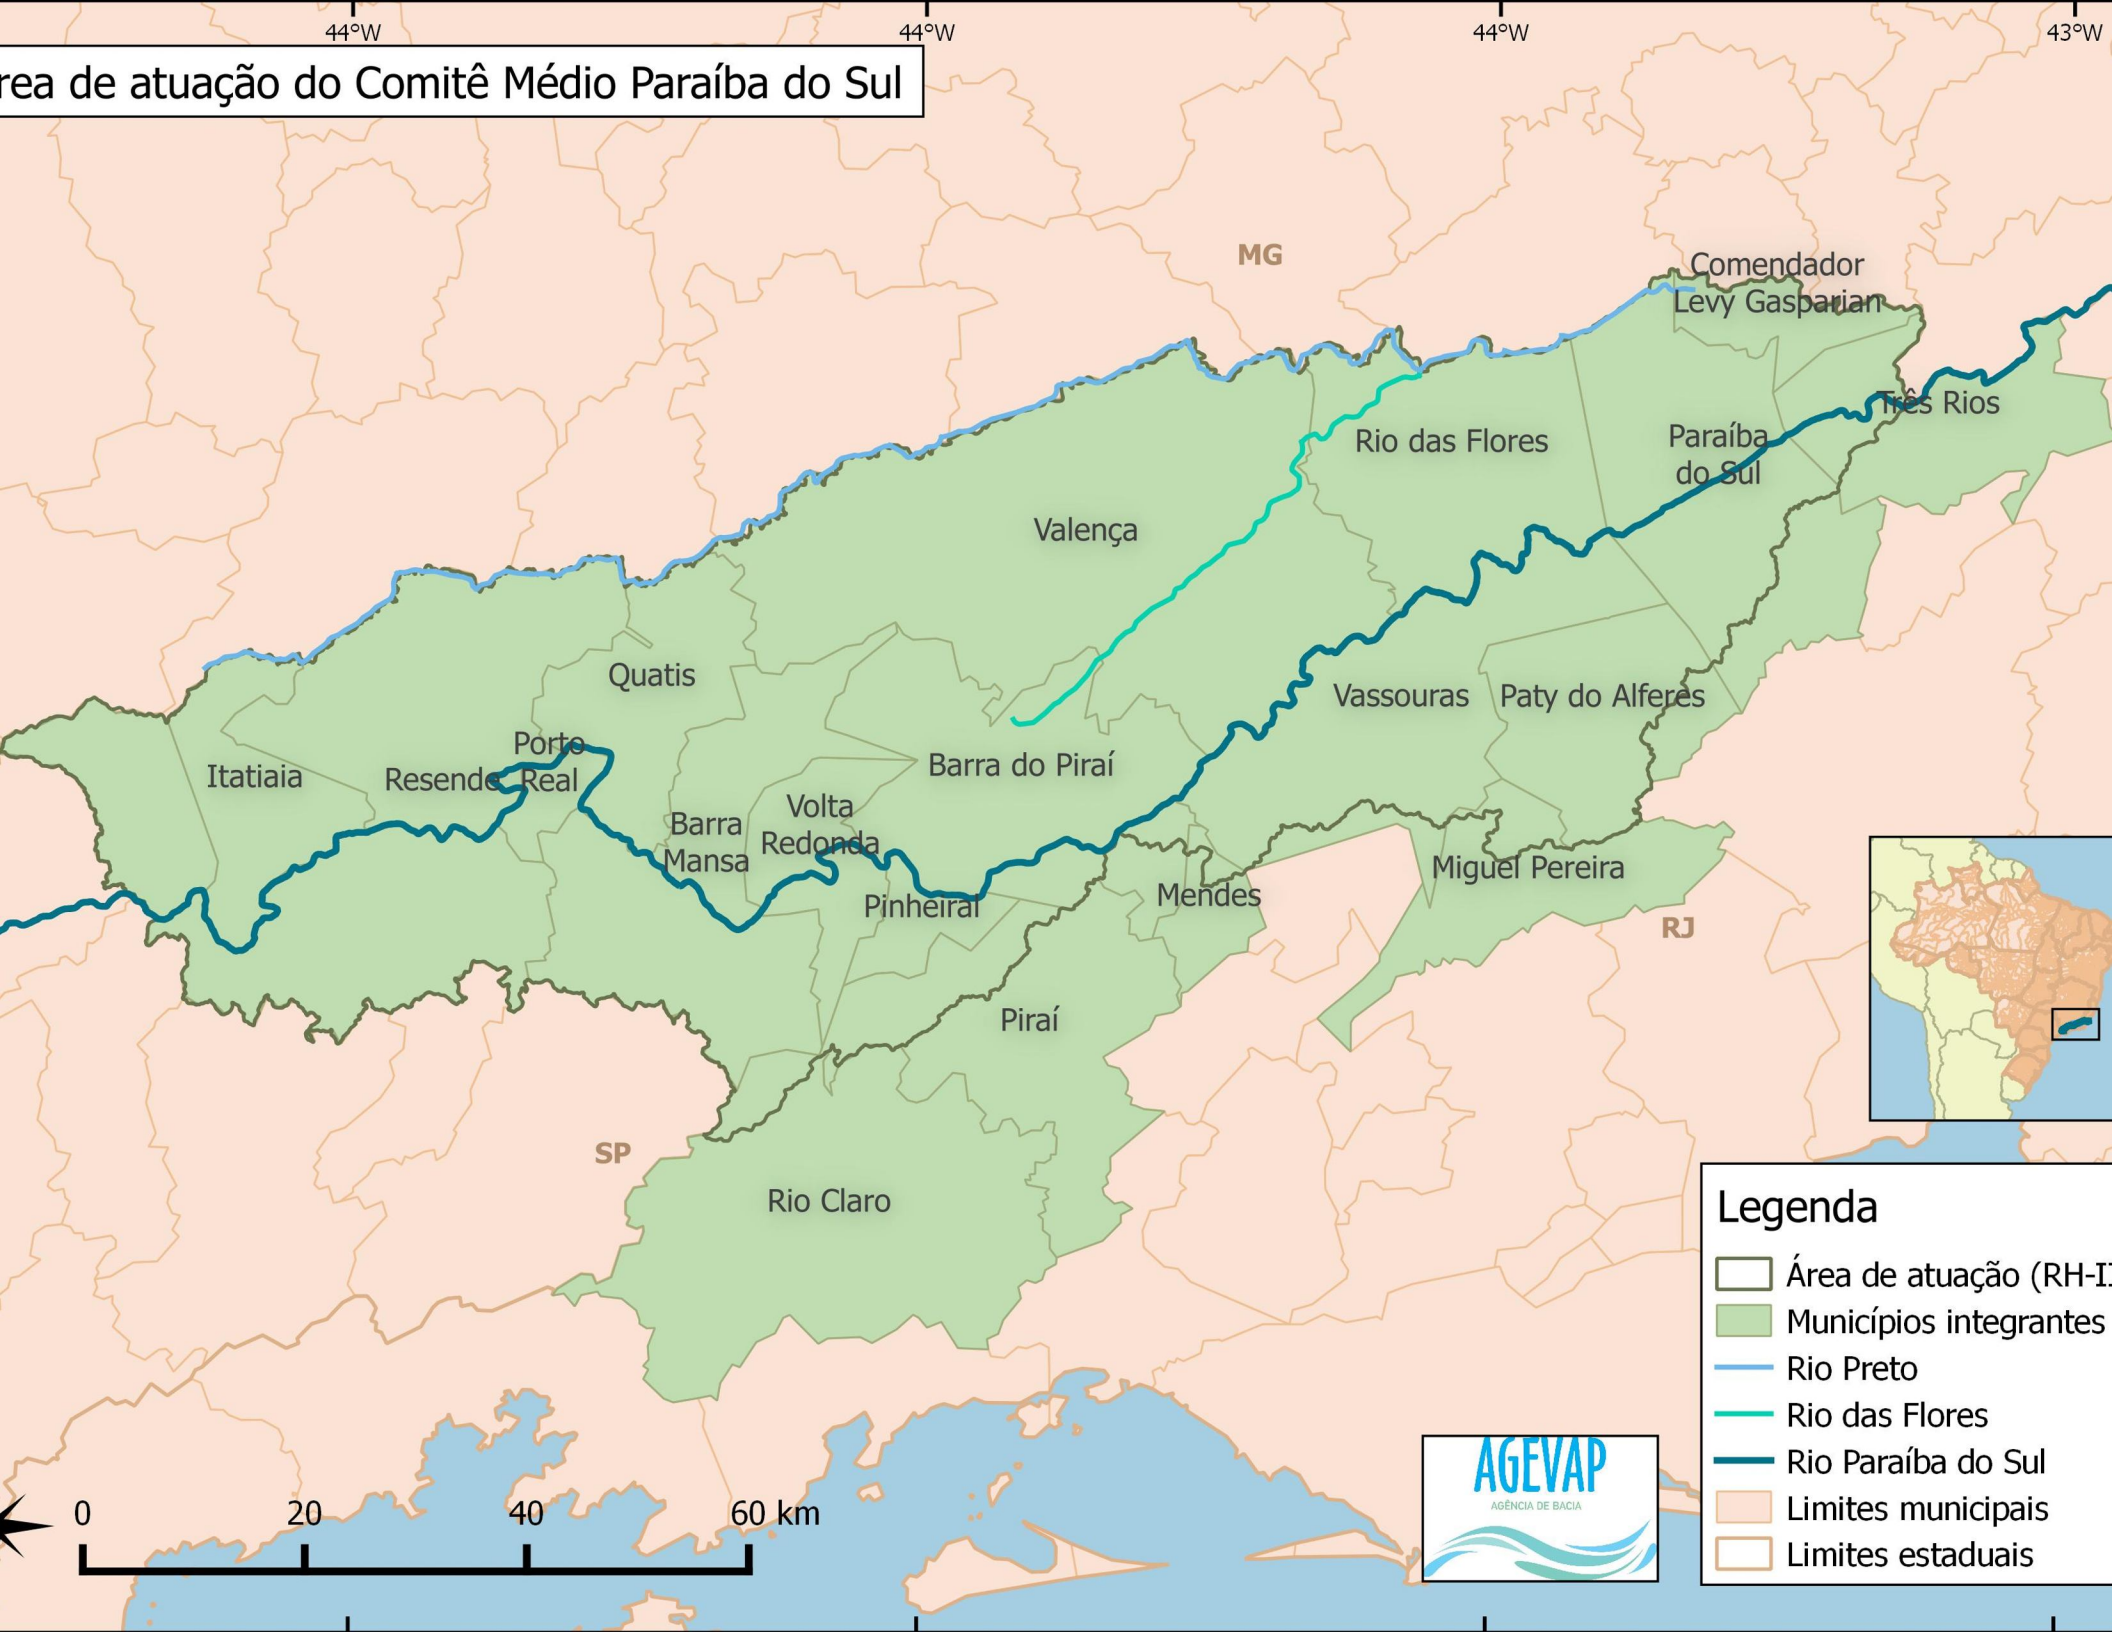 44°W 44°W 44°W 43°W
rea de atuação do Comitê Médio Paraíba do Sul
MG
Comendador
Levy Gasparian
Três Rios
Rio das Flores
Paraíba
do Sul
Valença
Quatis
Vassouras
Paty do Alferes
Porto
Real
Itatiaia
Resende
Barra do Piraí
Volta
Redonda
Barra
Mansa
Miguel Pereira
Mendes
Pinheiral
RJ
Piraí
SP
Rio Claro
Legenda
Área de atuação (RH-II
Municípios integrantes
Rio Preto
Rio das Flores
Rio Paraíba do Sul
Limites municipais
Limites estaduais
AGEVAP
AGÊNCIA DE BACIA
0 20 40 60 km